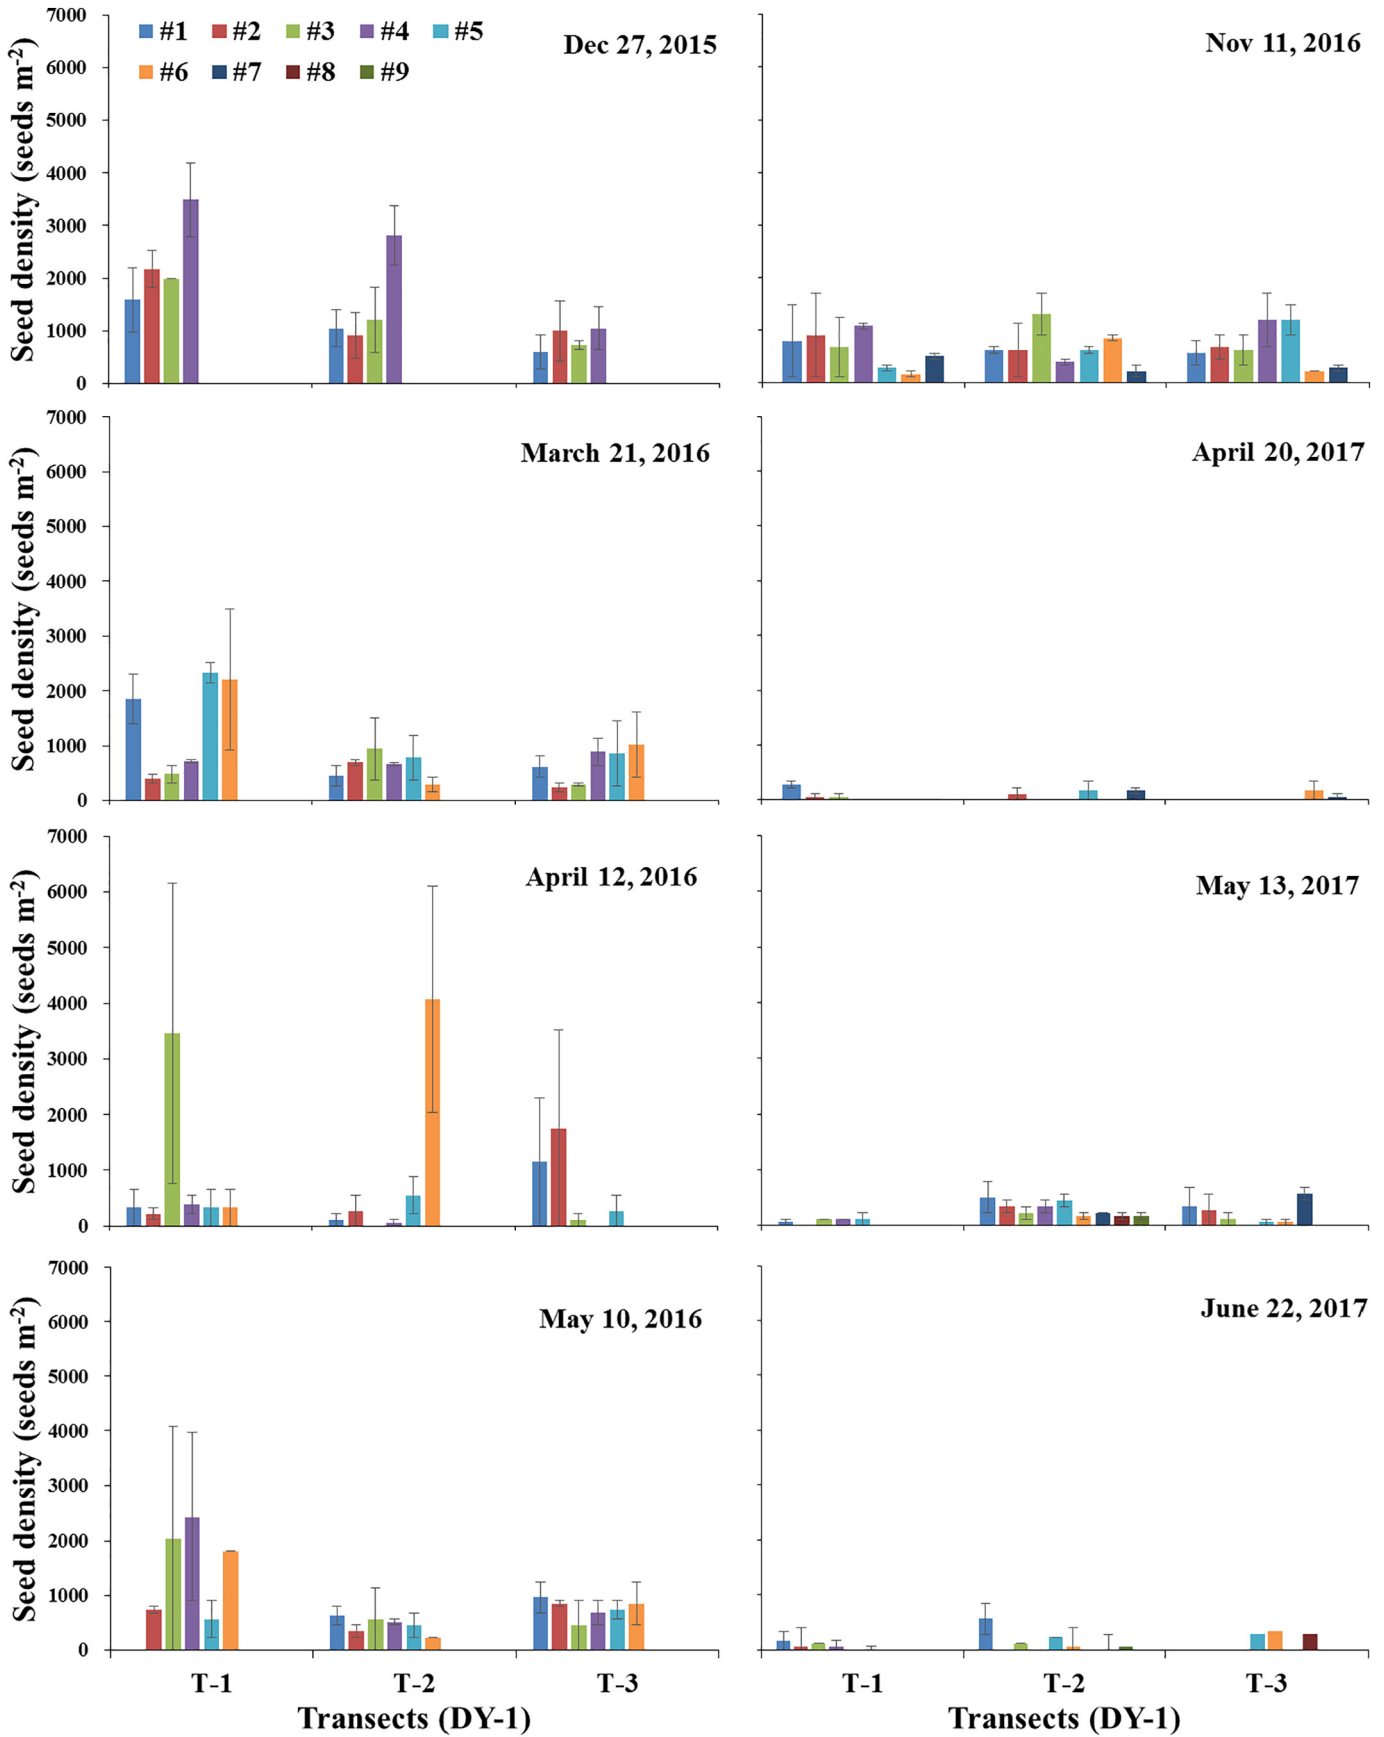 #1 #2 #3 #4 #5
#6 #7 #8 #9
Dec 27, 2015
Seed density (seeds m-2)
7000
6000
5000
4000
3000
2000
1000
0
Nov 11, 2016
March 21, 2016
Seed density (seeds m-2)
7000
6000
5000
4000
3000
2000
1000
0
April 20, 2017
April 12, 2016
Seed density (seeds m-2)
7000
6000
5000
4000
3000
2000
1000
0
May 13, 2017
May 10, 2016
Seed density (seeds m-2)
7000
6000
5000
4000
3000
2000
1000
0
T-1 T-2 T-3
Transects (DY-1)
June 22, 2017
T-1 T-2 T-3
Transects (DY-1)